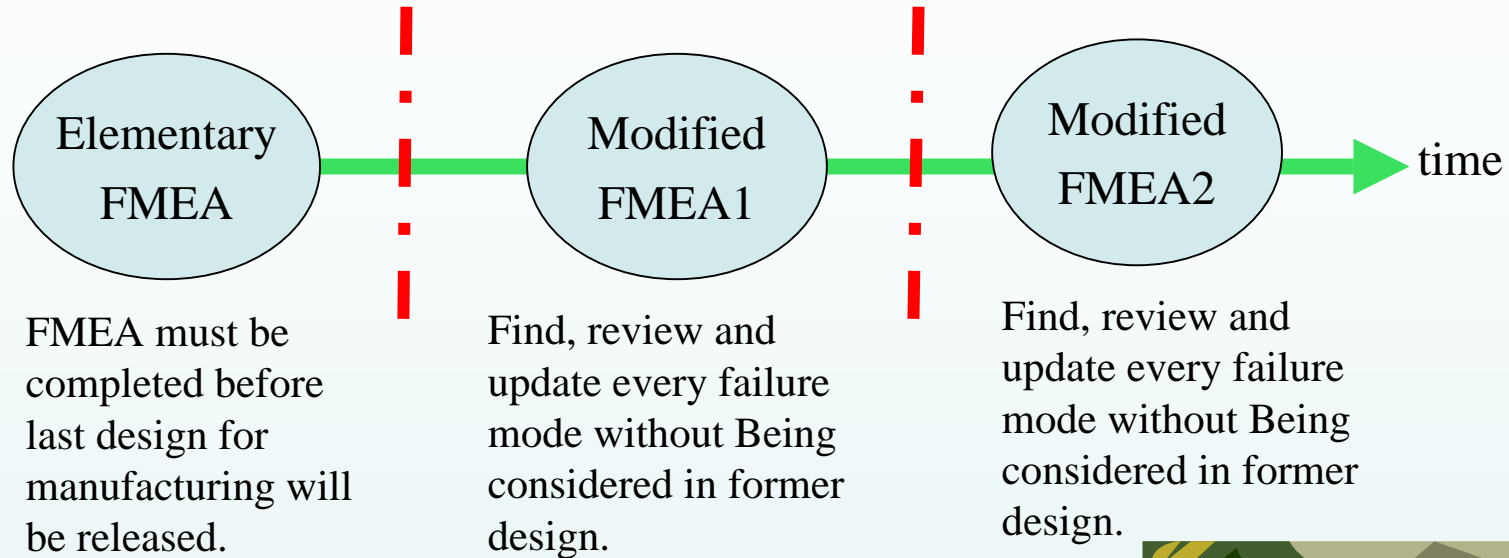 Elementary
FMEA
Modified
FMEA1
Modified
FMEA2
time
FMEA must be
completed before
last design for
manufacturing will
be released.
Find, review and
update every failure
mode without Being
considered in former
design.
Find, review and
update every failure
mode without Being
considered in former
design.